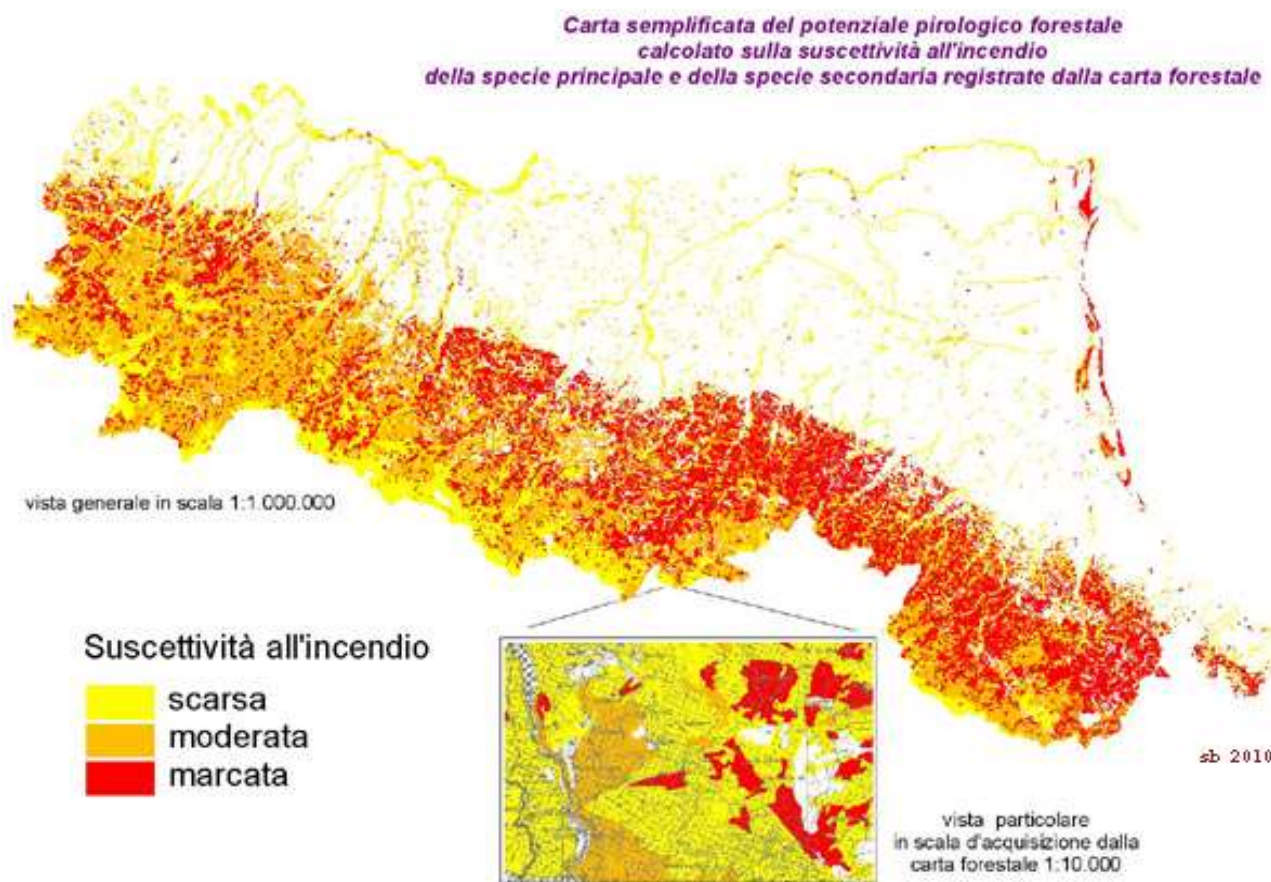 Carta semplificata del potenziale pirologico forestale
calcolato sulla suscettività all'incendio
della specie principale e della specie secondaria registrate dalla carta forestale
vista generale in scala 1:1.000.000
Suscettività all'incendio
scarsa
moderata
marcata
sb 2010
vista particolare
in scala d'acquisizione dalla
carta forestale 1:10.000